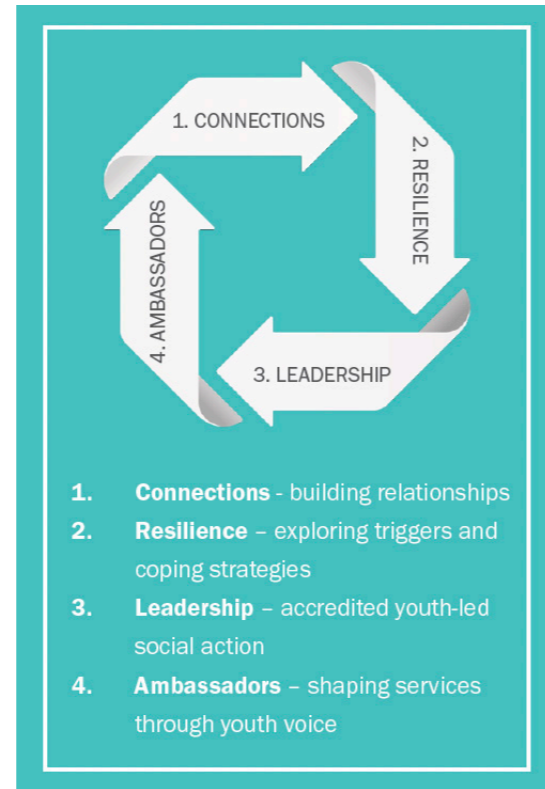 1. CONNECTIONS
2. RESILIENCE
3. LEADERSHIP
4. AMBASSADORS
1. Connections - building relationships
2. Resilience – exploring triggers and
coping strategies
3. Leadership – accredited youth-led
social action
4. Ambassadors – shaping services
through youth voice